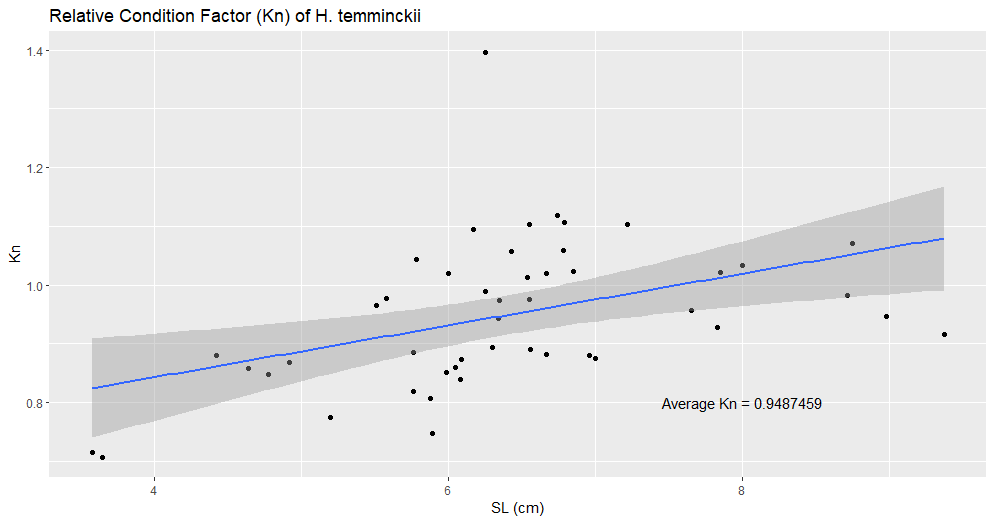 Relative Condition Factor (Kn) of H. temminckii
1.4
1.2
1.0
0.8
Kn
Average Kn = 0.9487459
4 6 8
SL (cm)